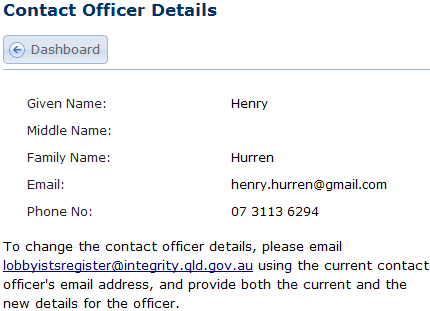 Contact Officer Details
Dashboard
Given Name: Henry
Middle Name:
Family Name: Hurren
Email: henry.hurren@gmail.com
Phone No: 07 3113 6294
To change the contact officer details, please email
lobbyistsregister@integrity.qld.gov.au using the current contact
officer's email address, and provide both the current and the
new details for the officer.